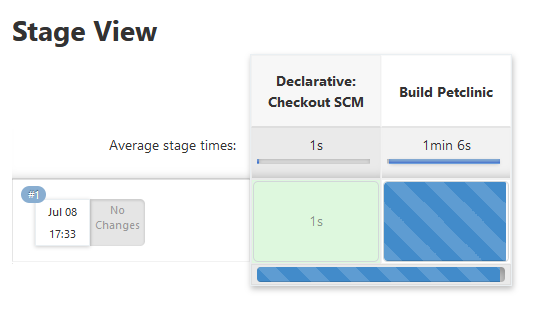 Stage View
Declarative:
Checkout SCM
Build Petclinic
Average stage times:
1s
1min 6s
#1
Jul 08
17:33
No
Changes
1s